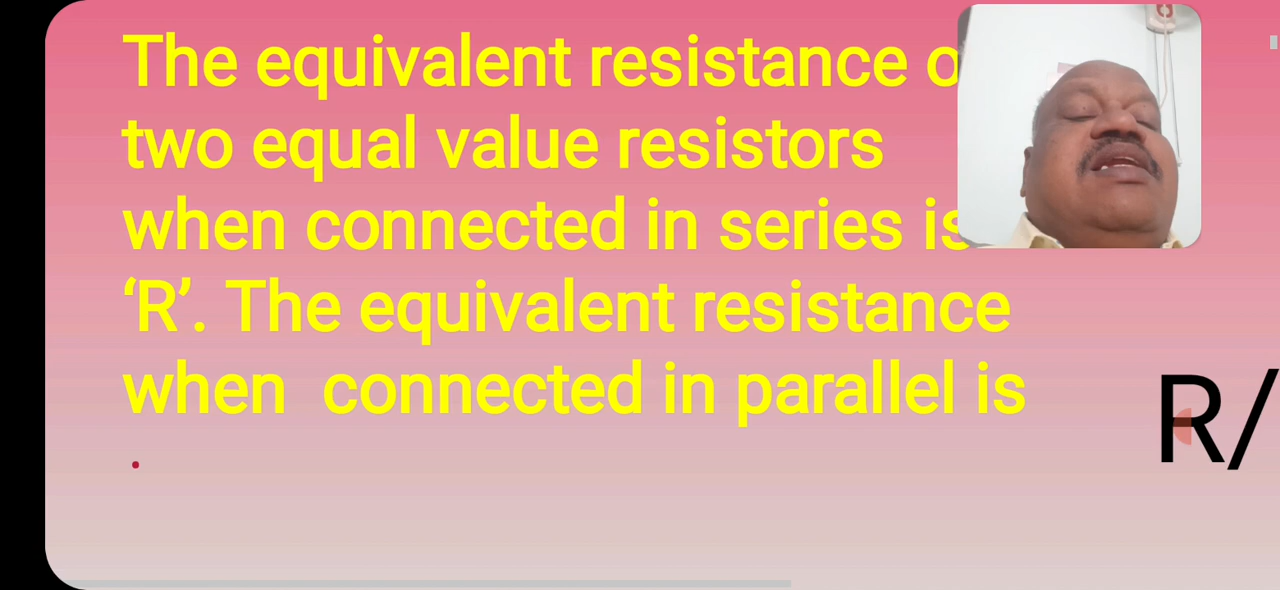 The equivalent resistance
two equal value resistors
when connected in series is
‘R’. The equivalent resistance
when  connected in parallel is
.
R/